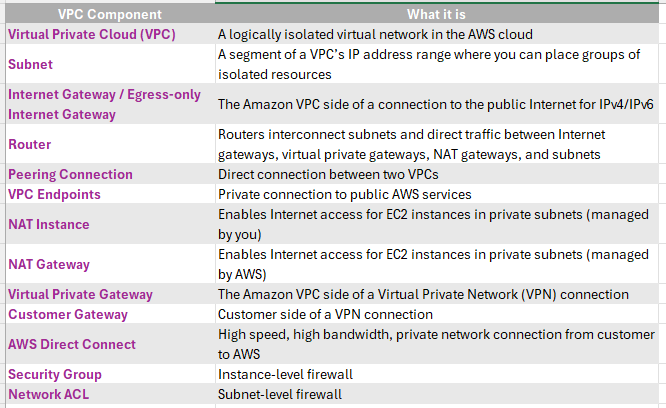 VPC Component What it is
Virtual Private Cloud (VPC) A logically isolated virtual network in the AWS cloud
Subnet A segment of a VPC's IP address range where you can place groups of
isolated resources
Internet Gateway / Egress-only
Internet Gateway
The Amazon VPC side of a connection to the public Internet for IPv4/IPv6
Router
Routers interconnect subnets and direct traffic between Internet
gateways, virtual private gateways, NAT gateways, and subnets
Peering Connection Direct connection between two VPCs
VPC Endpoints Private connection to public AWS services
NAT Instance
Enables Internet access for EC2 instances in private subnets (managed
by you)
NAT Gateway
Enables Internet access for EC2 instances in private subnets (managed
by AWS)
Virtual Private Gateway The Amazon VPC side of a Virtual Private Network (VPN) connection
Customer Gateway Customer side of a VPN connection
AWS Direct Connect
High speed, high bandwidth, private network connection from customer
to AWS
Security Group Instance-level firewall
Network ACL Subnet-level firewall